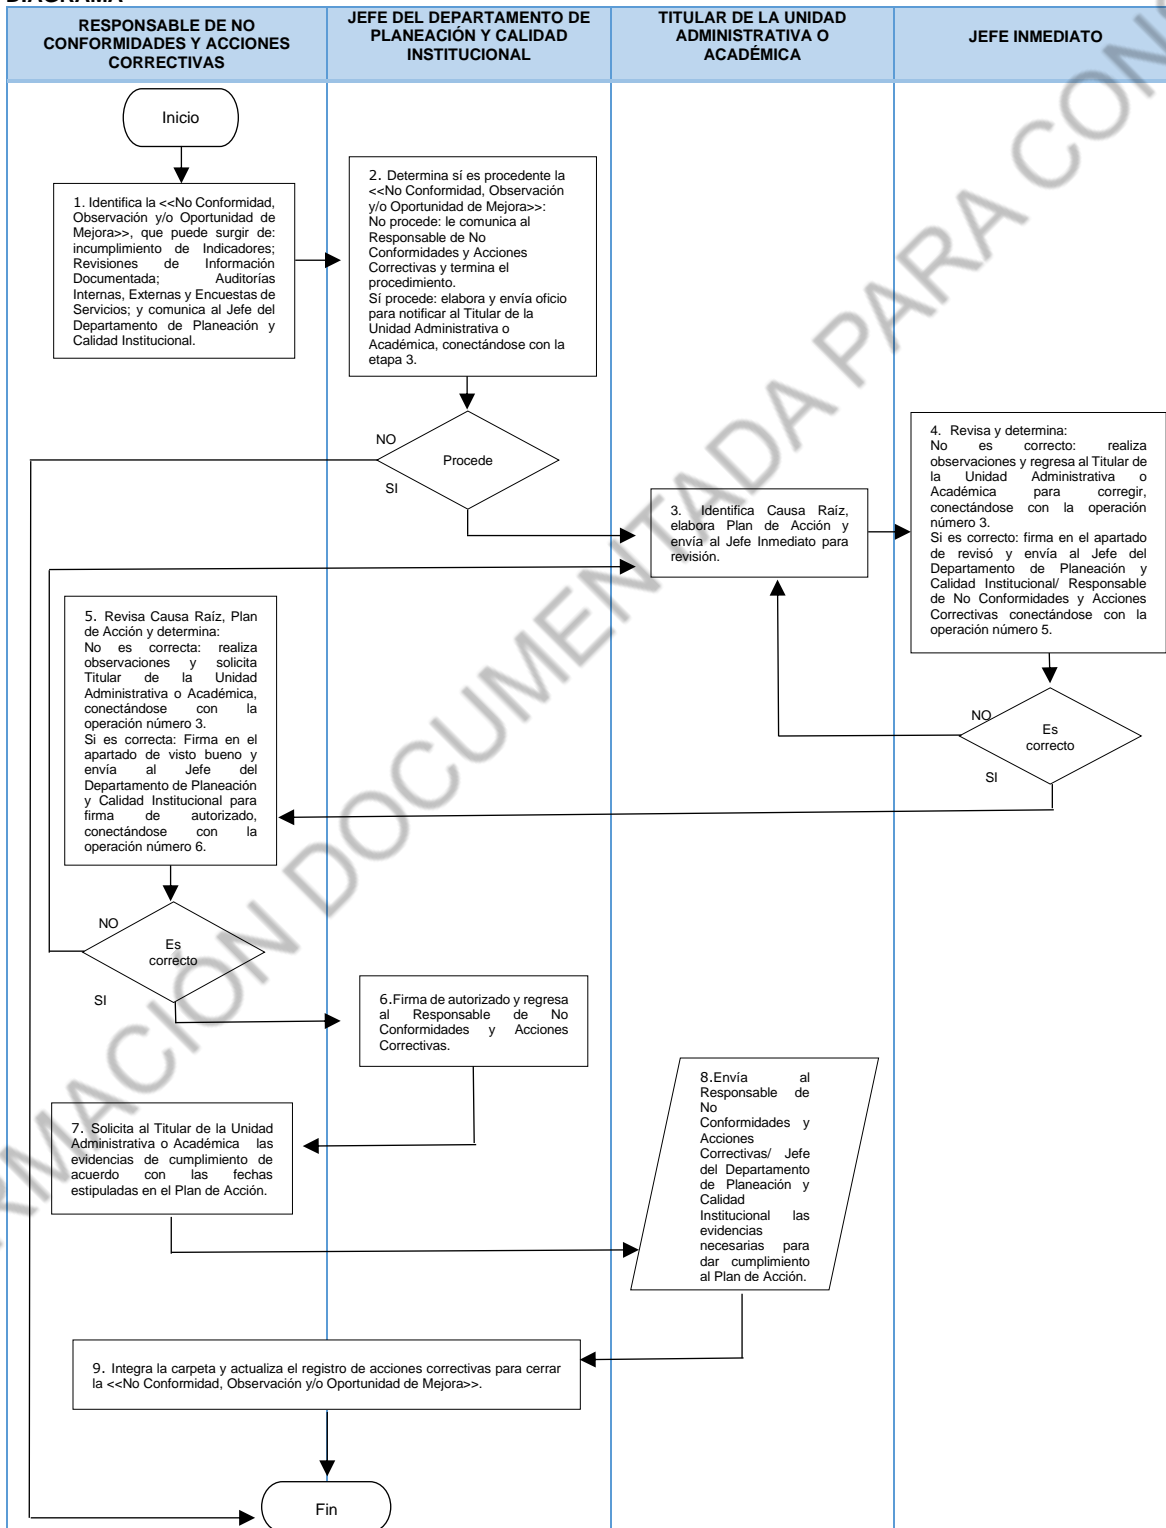 DIAGRAMA
RESPONSABLE DE NO
CONFORMIDADES Y ACCIONES
CORRECTIVAS
JEFE DEL DEPARTAMENTO DE
PLANEACIÓN Y CALIDAD
INSTITUCIONAL
TITULAR DE LA UNIDAD
ADMINISTRATIVA O
ACADÉMICA
JEFE INMEDIATO
Inicio
1. Identifica la <<No Conformidad,
Observación y/o Oportunidad de
Mejora>>, que puede surgir de:
incumplimiento de Indicadores;
Revisiones de Información
Documentada; Auditorías
Internas, Externas y Encuestas de
Servicios; y comunica al Jefe del
Departamento de Planeación y
Calidad Institucional.
2. Determina sí es procedente la
<<No Conformidad, Observación
y/o Oportunidad de Mejora>>:
No procede: le comunica al
Responsable de No
Conformidades y Acciones
Correctivas y termina el
procedimiento.
Sí procede: elabora y envía oficio
para notificar al Titular de la
Unidad Administrativa o
Académica, conectándose con la
etapa 3.
NO
Procede
SI
3. Identifica Causa Raíz,
elabora Plan de Acción y
envía al Jefe Inmediato para
revisión.
4. Revisa y determina:
No es correcto: realiza
observaciones y regresa al Titular de
la Unidad Administrativa o
Académica para corregir,
conectándose con la operación
número 3.
Si es correcto: firma en el apartado
de revisó y envía al Jefe del
Departamento de Planeación y
Calidad Institucional/ Responsable
de No Conformidades y Acciones
Correctivas conectándose con la
operación número 5.
NO
Es
correcto
SI
5. Revisa Causa Raíz, Plan
de Acción y determina:
No es correcta: realiza
observaciones y solicita
Titular de la Unidad
Administrativa o Académica,
conectándose con la
operación número 3.
Si es correcta: Firma en el
apartado de visto bueno y
envía al Jefe del
Departamento de Planeación
y Calidad Institucional para
firma de autorizado,
conectándose con la
operación número 6.
NO
Es
correcto
SI
6.Firma de autorizado y regresa
al Responsable de No
Conformidades y Acciones
Correctivas.
7. Solicita al Titular de la Unidad
Administrativa o Académica las
evidencias de cumplimiento de
acuerdo con las fechas
estipuladas en el Plan de Acción.
8.Envía al
Responsable de
No
Conformidades y
Acciones
Correctivas/ Jefe
del Departamento
de Planeación y
Calidad
Institucional las
evidencias
necesarias para
dar cumplimiento
al Plan de Acción.
9. Integra la carpeta y actualiza el registro de acciones correctivas para cerrar
la <<No Conformidad, Observación y/o Oportunidad de Mejora>>.
Fin
DOCUMENTADA PARA